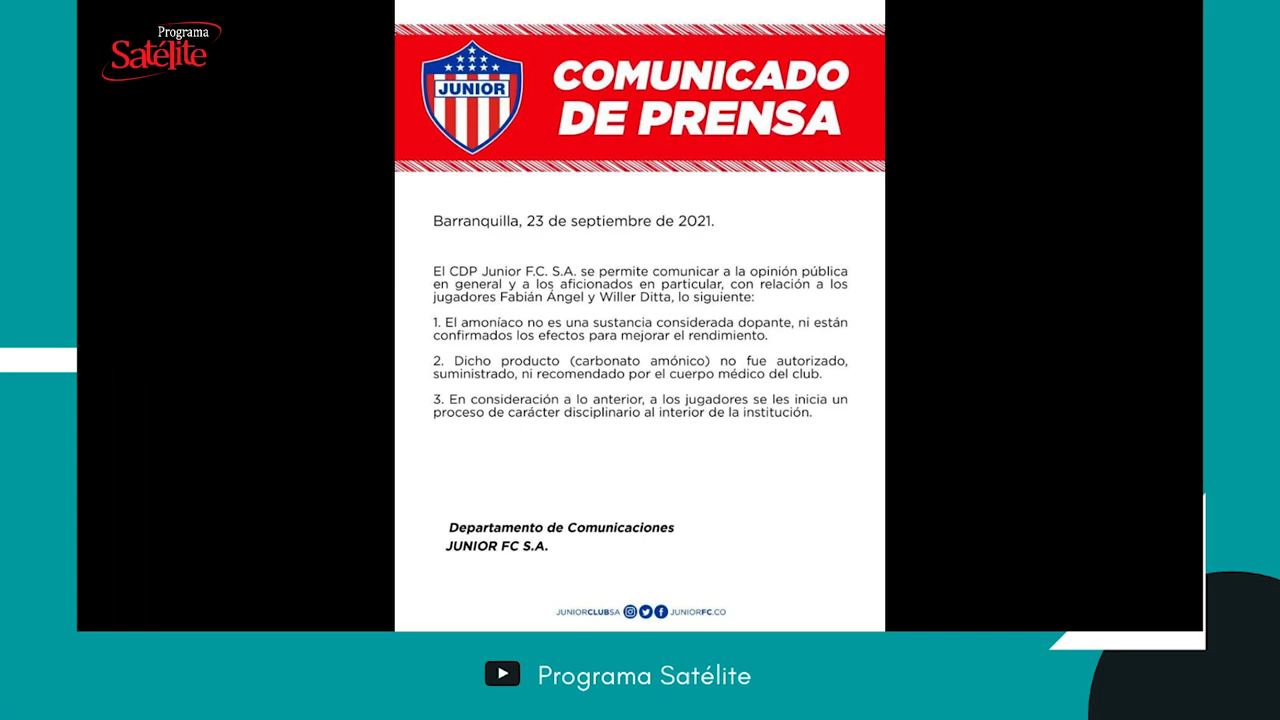 Programa
Satélite
JUNIOR
COMUNICADO
DE PRENSA
Barranquilla, 23 de septiembre de 2021.
El CDP Junior F.C. S.A. se permite comunicar a la opinión pública
en general y a los aficionados en particular, con relación a los
jugadores Fabián Ángel y Willer Ditta, lo siguiente:
1. El amoníaco no es una sustancia considerada dopante, ni están
confirmados los efectos para mejorar el rendimiento.
2. Dicho producto (carbonato amónico) no fue autorizado,
suministrado, ni recomendado por el cuerpo médico del club.
3. En consideración a lo anterior, a los jugadores se les inicia un
proceso de carácter disciplinario al interior de la institución.
Departamento de Comunicaciones
JUNIOR FC S.A.
JUNIORCLUBSA JUNIORFC.CO
Programa Satélite